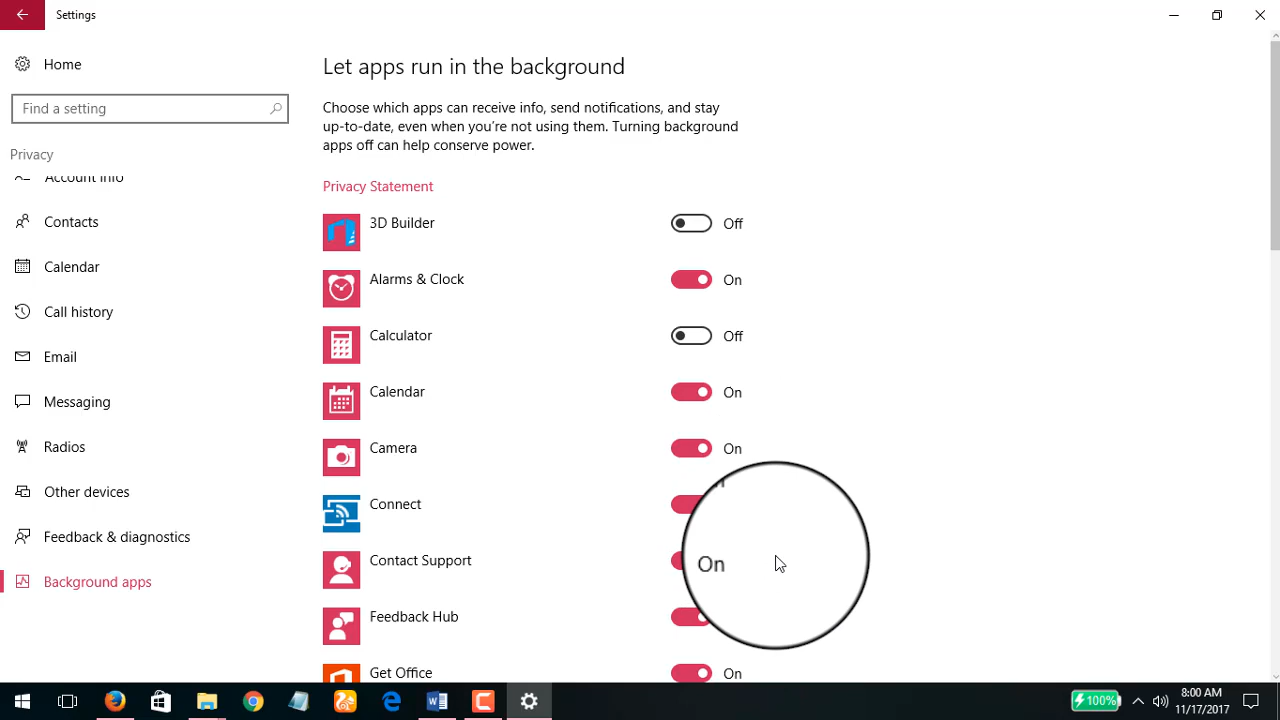 Settings
Home
Find a setting
Privacy
Account info
Contacts
Calendar
Call history
Email
Messaging
Radios
Other devices
Feedback & diagnostics
Background apps
Let apps run in the background
Choose which apps can receive info, send notifications, and stay
up-to-date, even when you're not using them. Turning background
apps off can help conserve power.
Privacy Statement
3D Builder Off
Alarms & Clock On
Calculator Off
Calendar On
Camera On
Connect
Contact Support On
Feedback Hub
Get Office On
100%
8:00 AM
11/17/2017